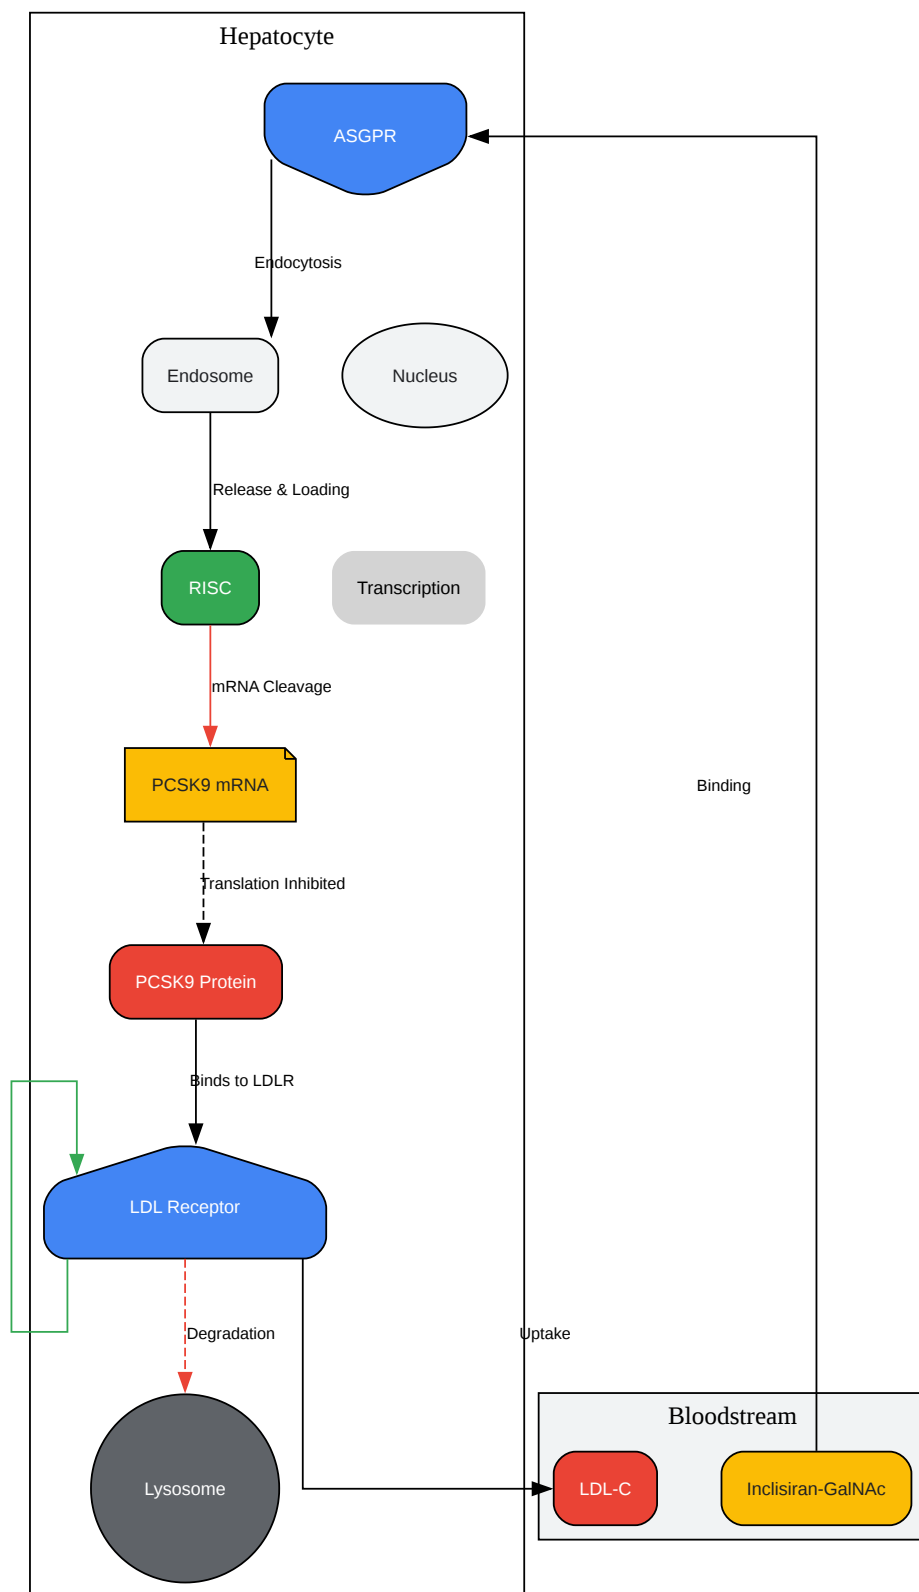 Hepatocyte
ASGPR
Endocytosis
Endosome
Nucleus
Release & Loading
RISC
Transcription
mRNA Cleavage
PCSK9 mRNA
Binding
Translation Inhibited
PCSK9 Protein
Binds to LDLR
LDL Receptor
Degradation
Uptake
Bloodstream
Lysosome
LDL-C
Inclisiran-GalNAc